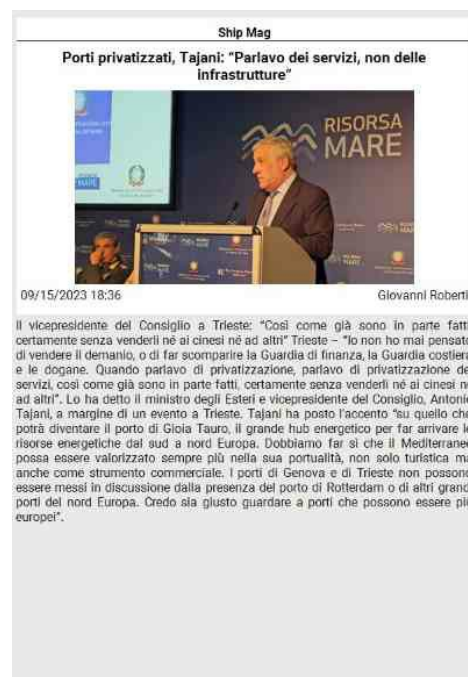 Ship Mag
Porti privatizzati, Tajani: “Parlavo dei servizi, non delle
infrastrutture”
RISORSA
MARE
MARE
09/15/2023 18:36
Giovanni Roberti
Il vicepresidente del Consiglio a Trieste: “Così come già sono in parte fatti
certamente senza venderli né ai cinesi né ad altri” Trieste – “Io non ho mai pensato
di vendere il demanio, o di far scomparire la Guardia di finanza, la Guardia costiera
e le dogane. Quando parlavo di privatizzazione, parlavo di privatizzazione de
servizi, così come già sono in parte fatti, certamente senza venderli né ai cinesi n
ad altri”. Lo ha detto il ministro degli Esteri e vicepresidente del Consiglio, Antonio
Tajani, a margine di un evento a Trieste. Tajani ha posto l’accento “su quello che
potrà diventare il porto di Gioia Tauro, il grande hub energetico per far arrivare le
risorse energetiche dal sud a nord Europa. Dobbiamo far sì che il Mediterraneo
possa essere valorizzato sempre più nella sua portualità, non solo turistica ma
anche come strumento commerciale. I porti di Genova e di Trieste non possono
essere messi in discussione dalla presenza del porto di Rotterdam o di altri grand
porti del nord Europa. Credo sia giusto guardare a porti che possono essere più
europei”.